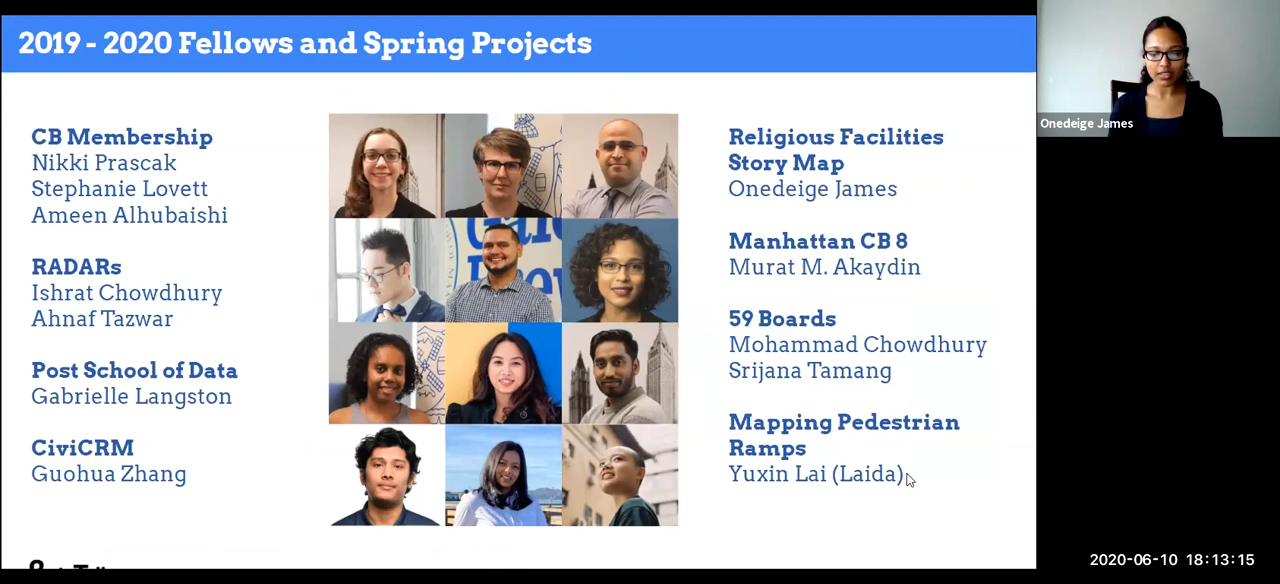 2019 - 2020 Fellows and Spring Projects
CB Membership
Nikki Prascak
Stephanie Lovett
Ameen Alhubaishi
RADARs
Ishrat Chowdhury
Ahnaf Tazwar
Post School of Data
Gabrielle Langston
CiviCRM
Guohua Zhang
Religious Facilities
Story Map
Onedeige James
Manhattan CB 8
Murat M. Akaydin
59 Boards
Mohammad Chowdhury
Srijana Tamang
Mapping Pedestrian
Ramps
Yuxin Lai (Laida)
Onedeige James
2020-06-10 18:13:15